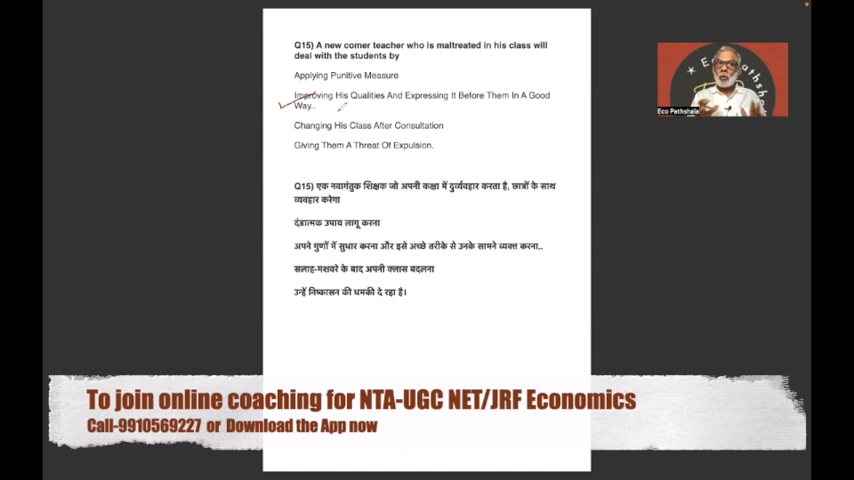 Q15) A new comer teacher who is maltreated in his class will
deal with the students by
Applying Punitive Measure
Improving His Qualities And Expressing It Before Them In A Good
Way..
Changing His Class After Consultation
Giving Them A Threat Of Expulsion.
Q15) एक नवागंतुक शिक्षक जो अपनी कक्षा में दुर्व्यवहार करता है, छात्रों के साथ
व्यवहार करेगा
दंडात्मक उपाय लागू करना
अपने गुणों में सुधार करना और इसे अच्छे तरीके से उनके सामने व्यक्त करना..
सलाह-मशवरे के बाद अपनी क्लास बदलना
उन्हें निष्कासन की धमकी दे रहा है।
Eco Pathshala
To join online coaching for NTA-UGC NET/JRF Economics
Call-9910569227 or Download the App now